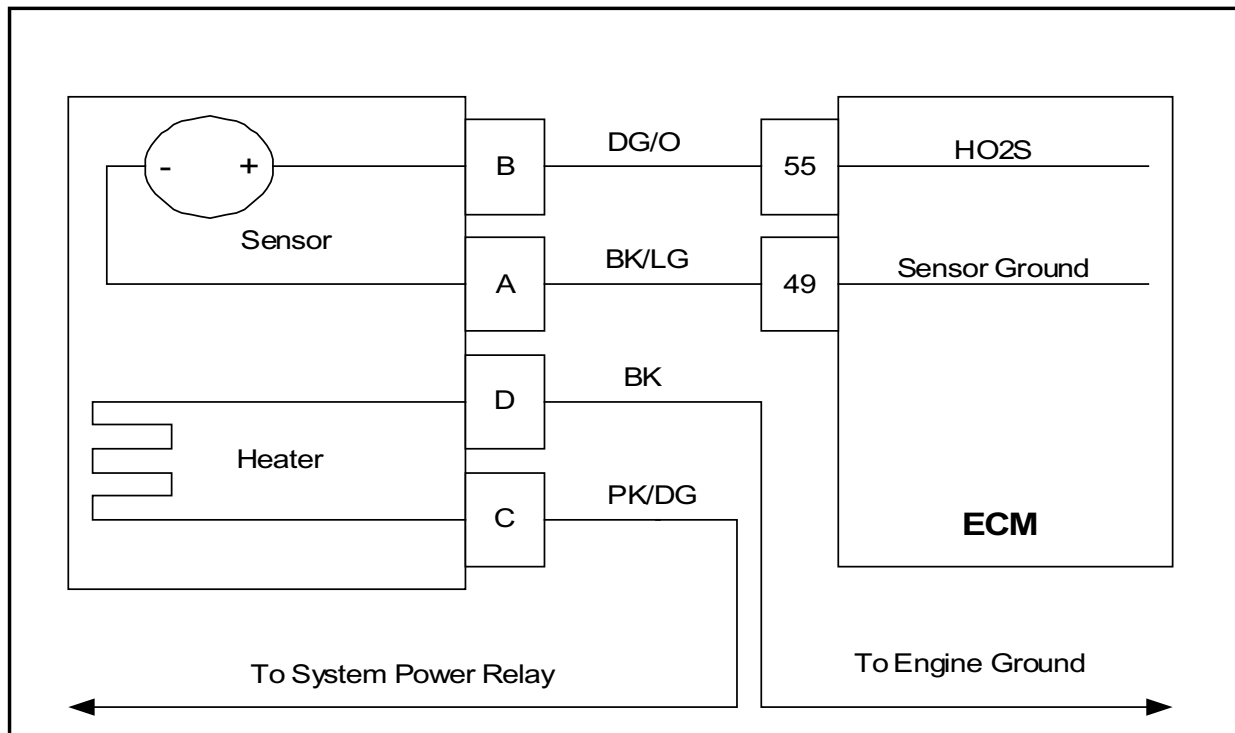 B
DG/O
55
HO2S
- +
Sensor
A
BK/LG
49
Sensor Ground
D
BK
Heater
C
PK/DG
ECM
To System Power Relay
To Engine Ground